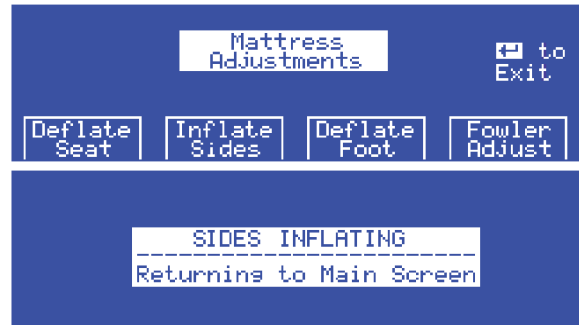 Mattress
Adjustments
↵ to
Exit
Deflate Seat
Inflate Sides
Deflate Foot
Fowler Adjust
SIDES INFLATING
Returning to Main Screen